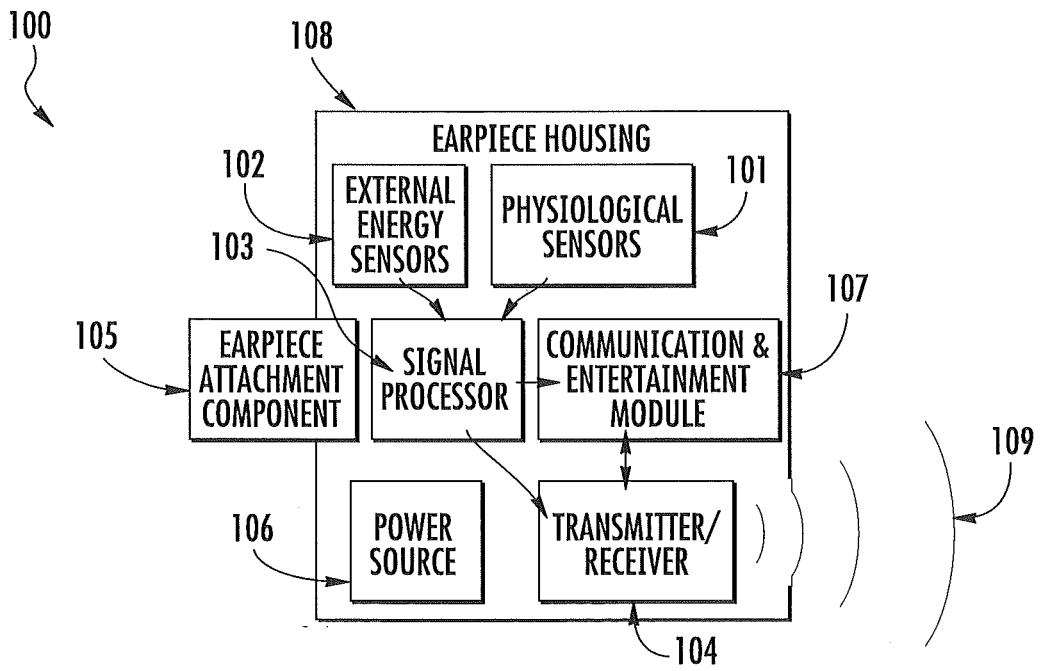 100
108
EARPIECE HOUSING
102
EXTERNAL
ENERGY
SENSORS
PHYSIOLOGICAL
SENSORS
101
103
105
EARPIECE
ATTACHMENT
COMPONENT
SIGNAL
PROCESSOR
COMMUNICATION &
ENTERTAINMENT
MODULE
107
109
106
POWER
SOURCE
TRANSMITTER/
RECEIVER
104